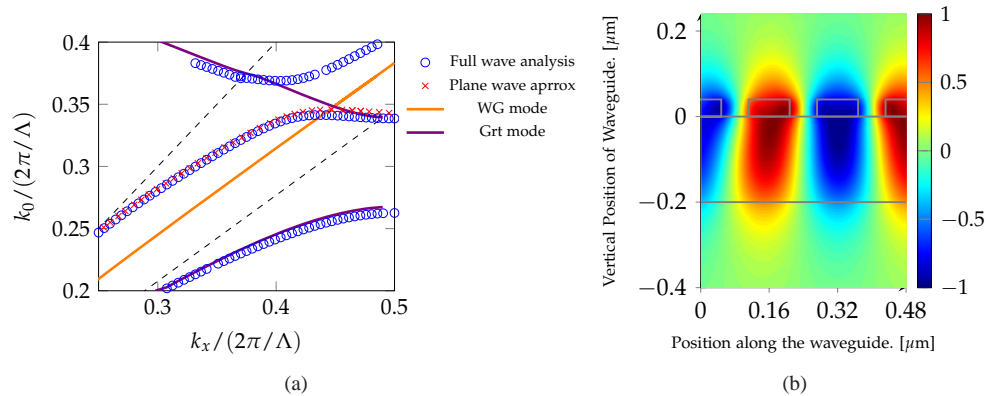 0.4
0.35
0.3
0.25
0.2
k₀/(2π/Λ)
0.3
0.4
0.5
kₓ/(2π/Λ)
Full wave analysis
Plane wave aprrox
WG mode
Grt mode
(a)
Vertical Position of Waveguide. [μm]
0.2
0
−0.2
−0.4
0
0.16
0.32
0.48
Position along the waveguide. [μm]
1
0.5
0
−0.5
−1
(b)